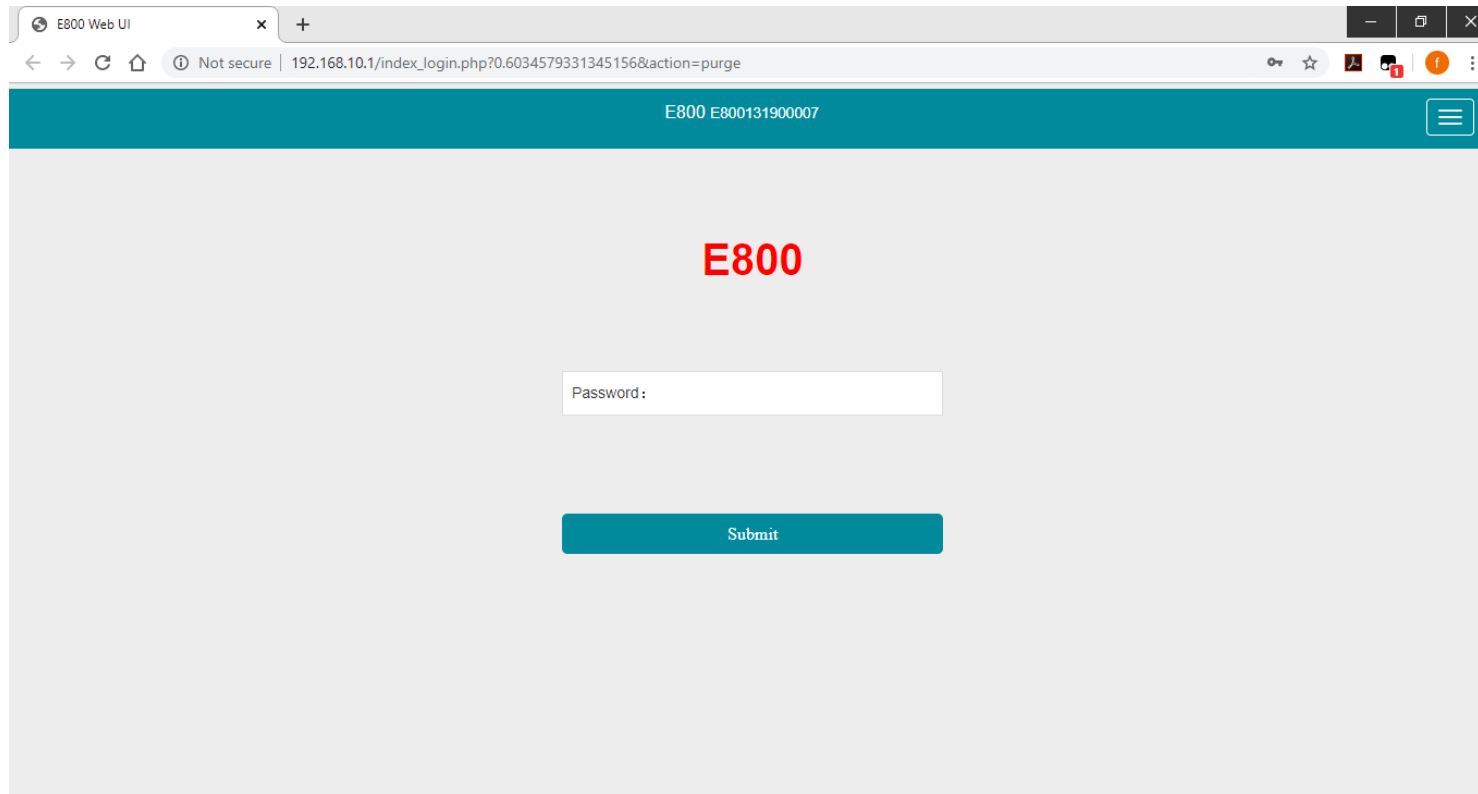 E800 Web UI
Not secure | 192.168.10.1/index_login.php?0.6034579331345156&action=purge
1
f
E800 E800131900007
E800
Password：
Submit